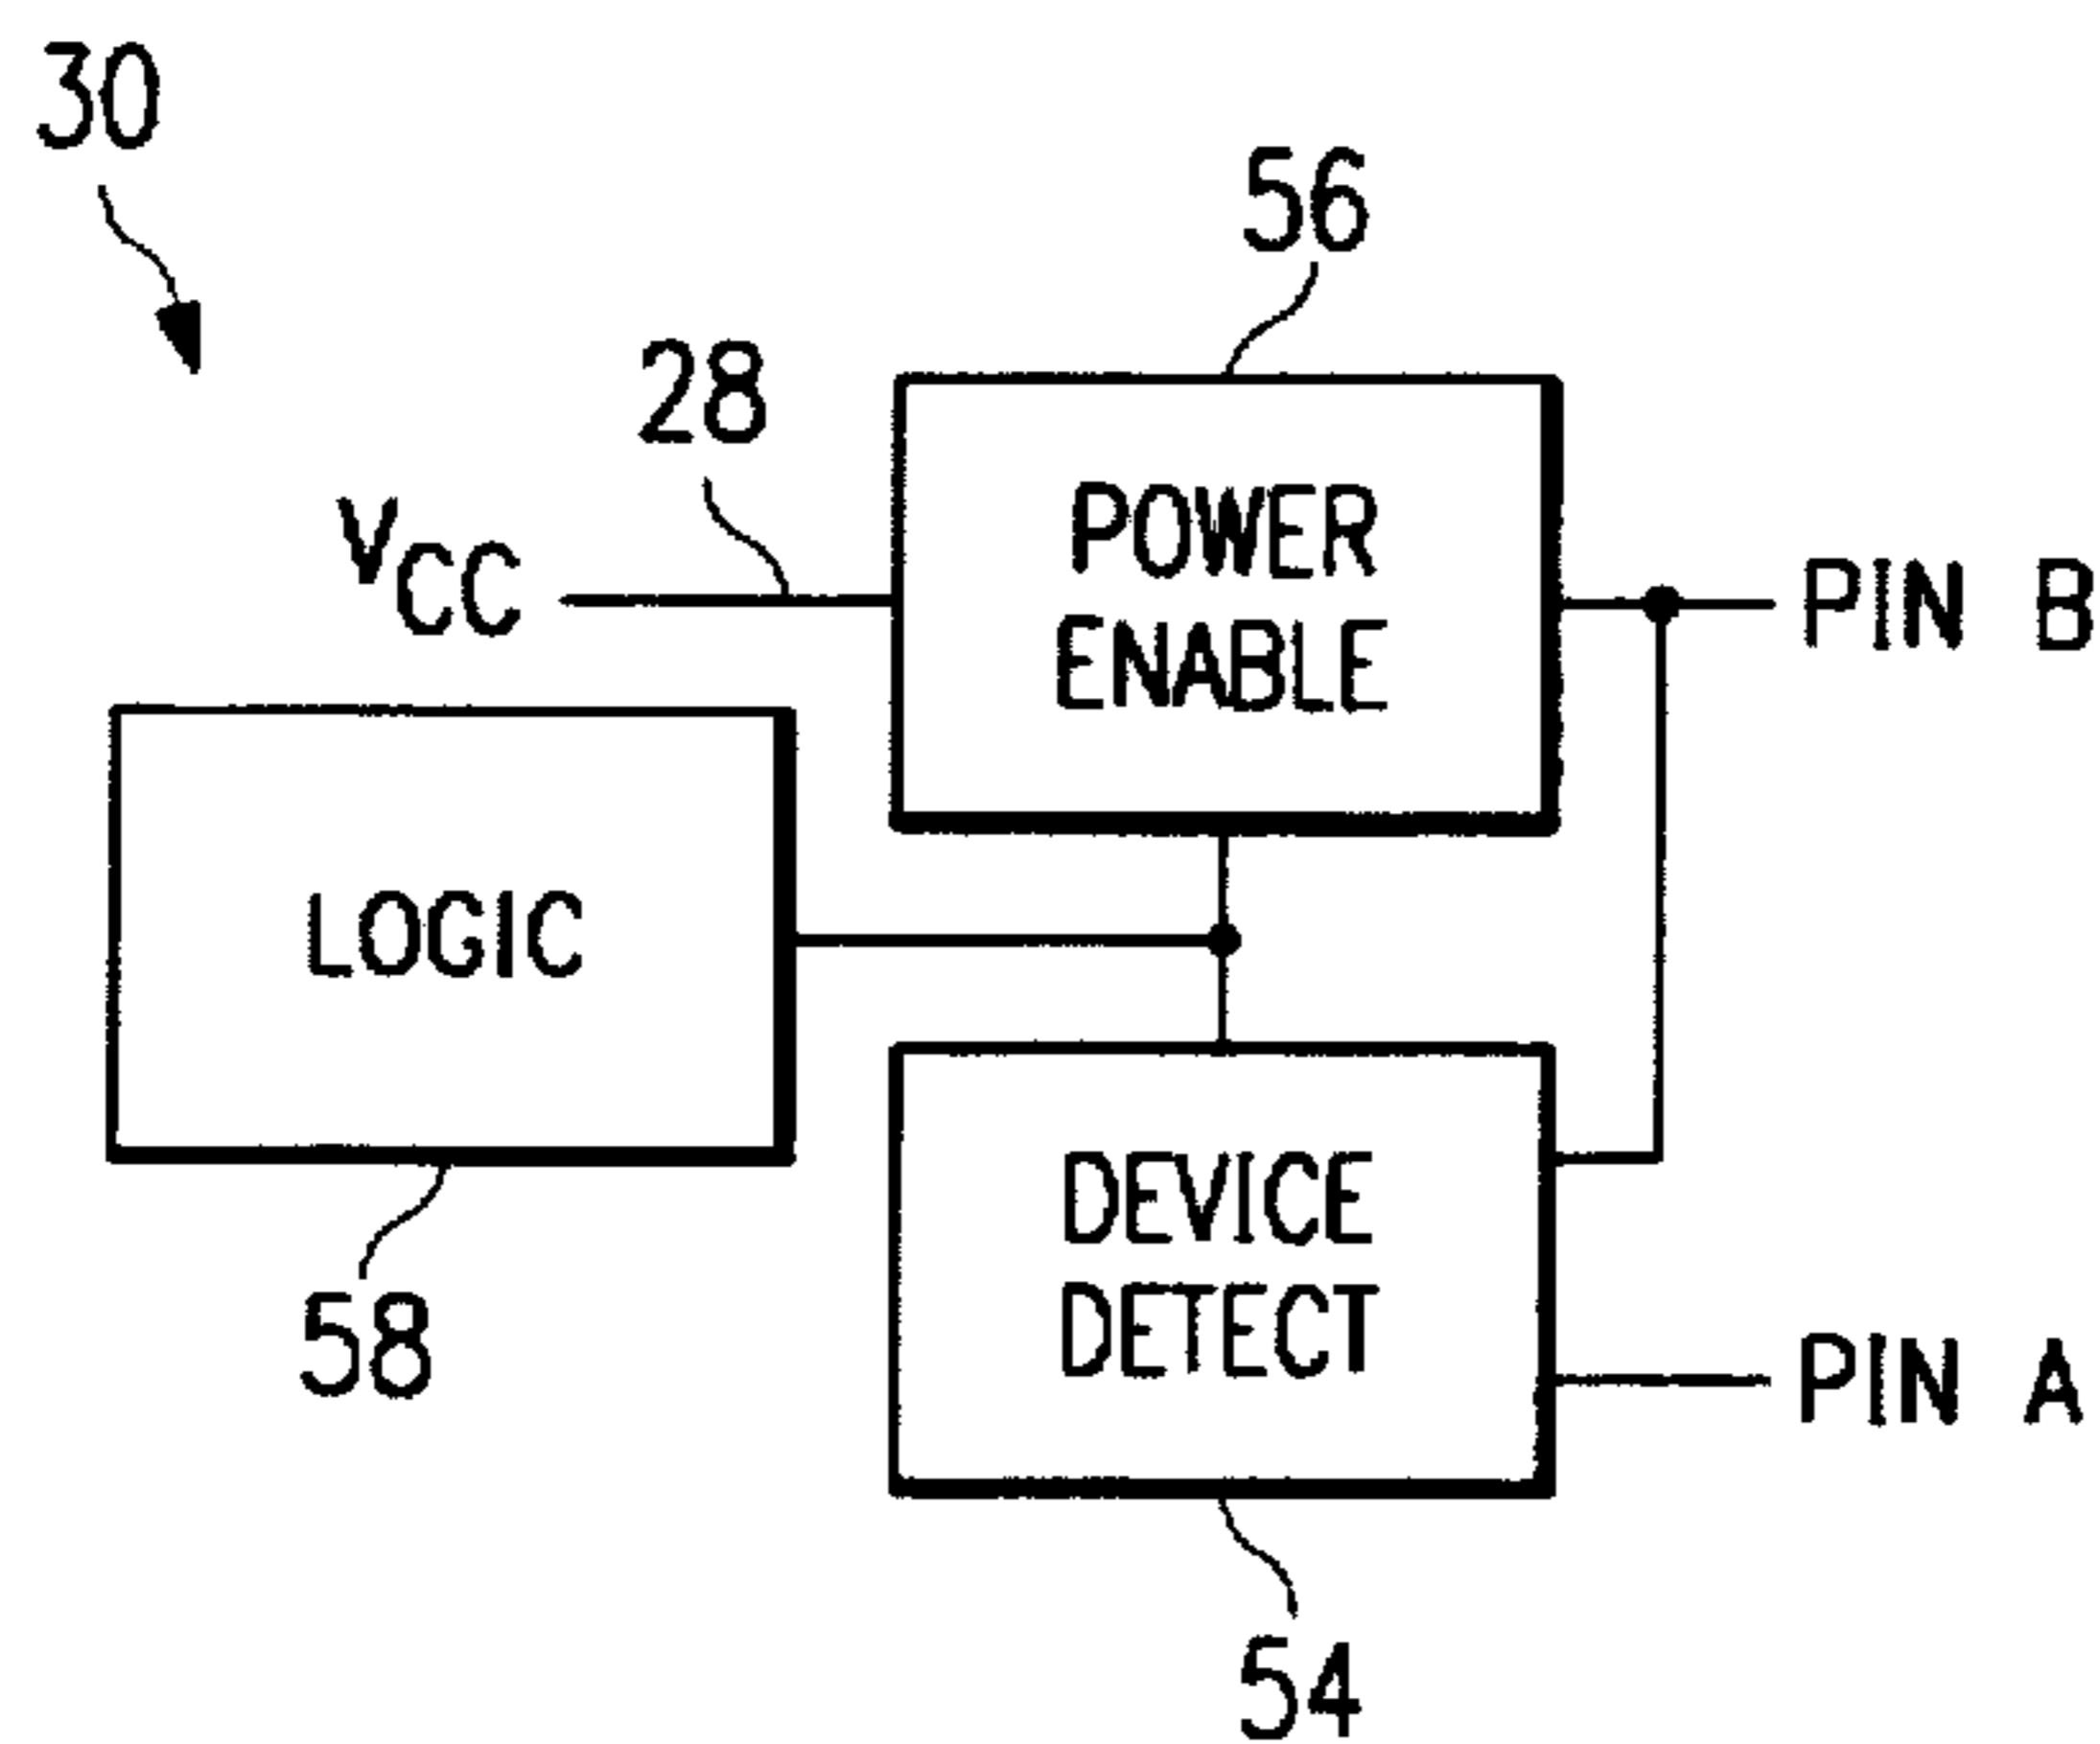 30
56
28
VCC
POWER
ENABLE
PIN B
LOGIC
DEVICE
DETECT
58
PIN A
54